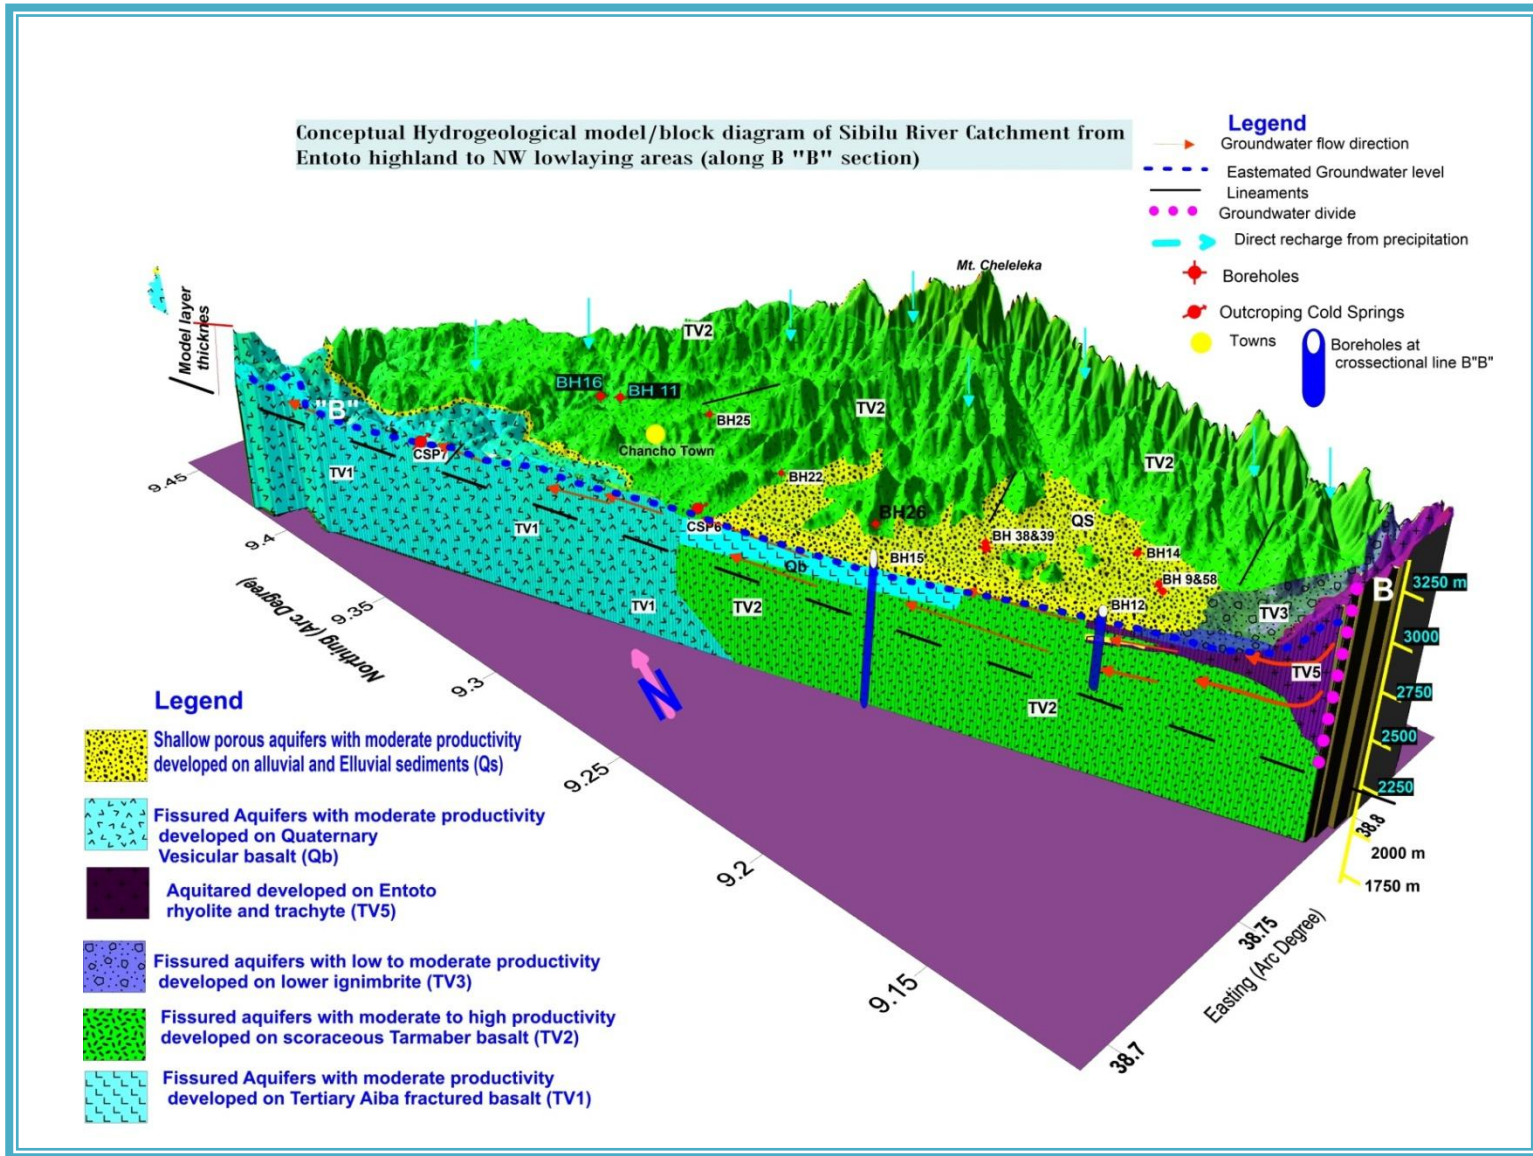 Conceptual Hydrogeological model/block diagram of Sibilu River Catchment from
Entoto highland to NW lowlaying areas (along B "B" section)
Legend
Groundwater flow direction
Eastemated Groundwater level
Lineaments
Groundwater divide
Direct recharge from precipitation
Boreholes
Outcroping Cold Springs
Towns
Boreholes at
crossectional line B"B"
Mt. Cheleleka
Model layer
thicknes
TV2
BH16
BH 11
"B"
BH25
TV2
Chancho Town
CSP7
TV1
TV2
BH22
BH26
QS
CSP6
TV1
BH 38&39
BH14
BH15
Qb
BH 9&58
BH12
TV3
B
TV1
TV2
TV5
TV2
3250 m
3000
2750
2500
2250
2000 m
1750 m
9.45
9.4
9.35
9.3
9.25
9.2
9.15
Northing (Arc Degree)
N
38.8
38.75
38.7
Easting (Arc Degree)
Legend
Shallow porous aquifers with moderate productivity
developed on alluvial and Elluvial sediments (Qs)
Fissured Aquifers with moderate productivity
developed on Quaternary
Vesicular basalt (Qb)
Aquitared developed on Entoto
rhyolite and trachyte (TV5)
Fissured aquifers with low to moderate productivity
developed on lower ignimbrite (TV3)
Fissured aquifers with moderate to high productivity
developed on scoraceous Tarmaber basalt (TV2)
Fissured Aquifers with moderate productivity
developed on Tertiary Aiba fractured basalt (TV1)